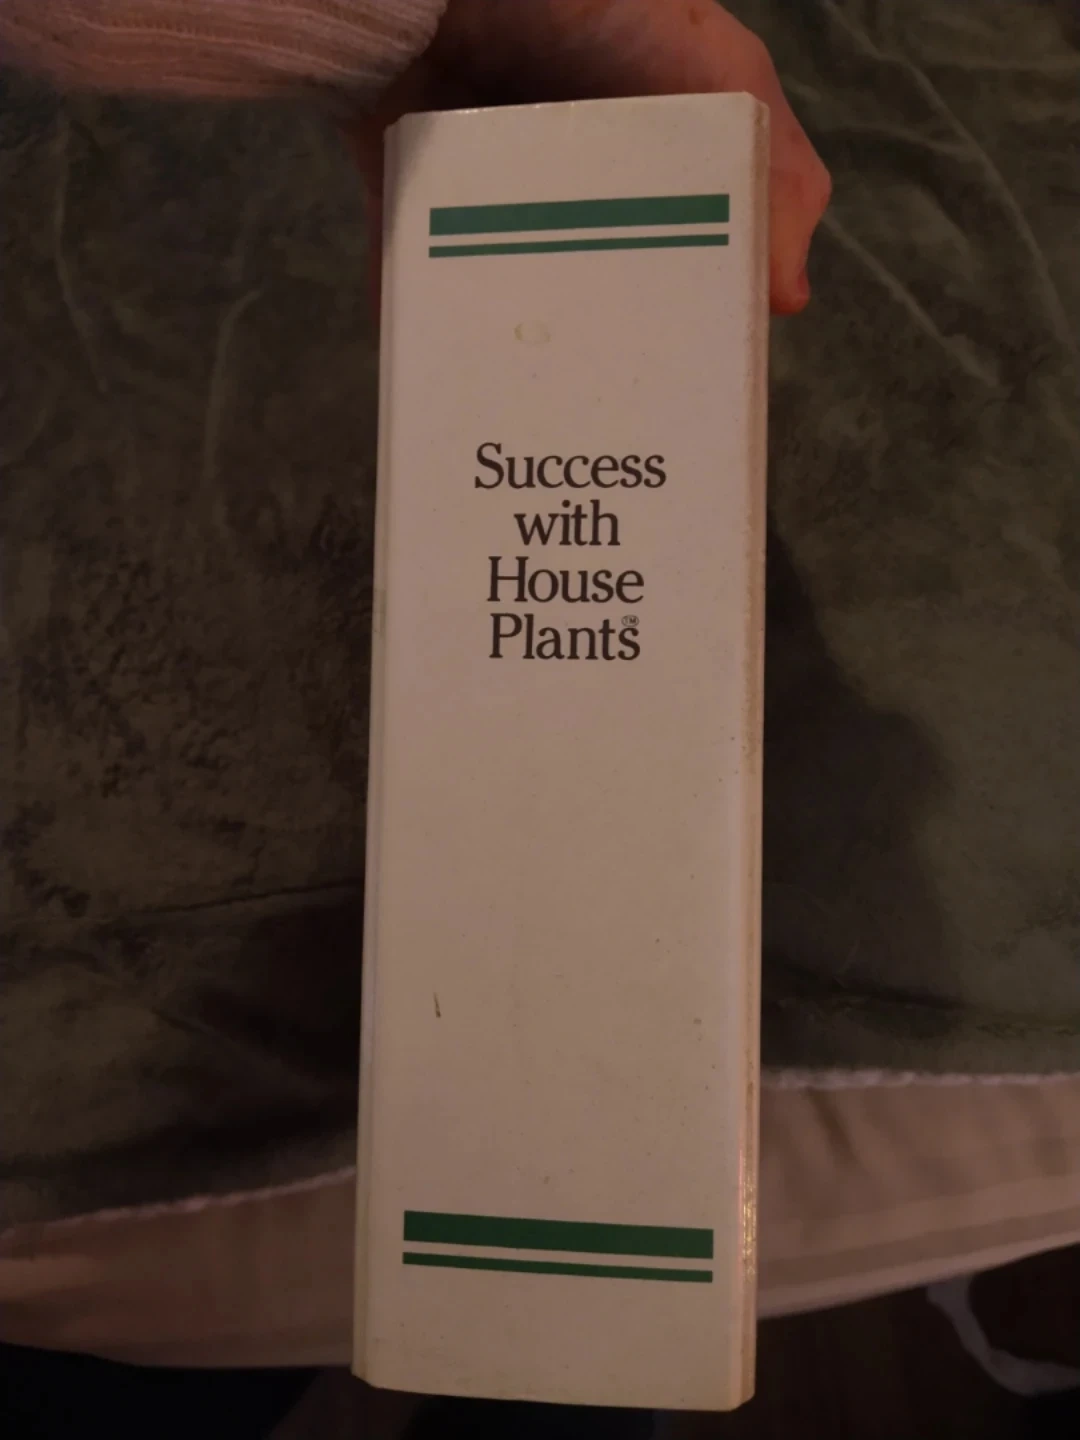 Success
with
House
Plants™